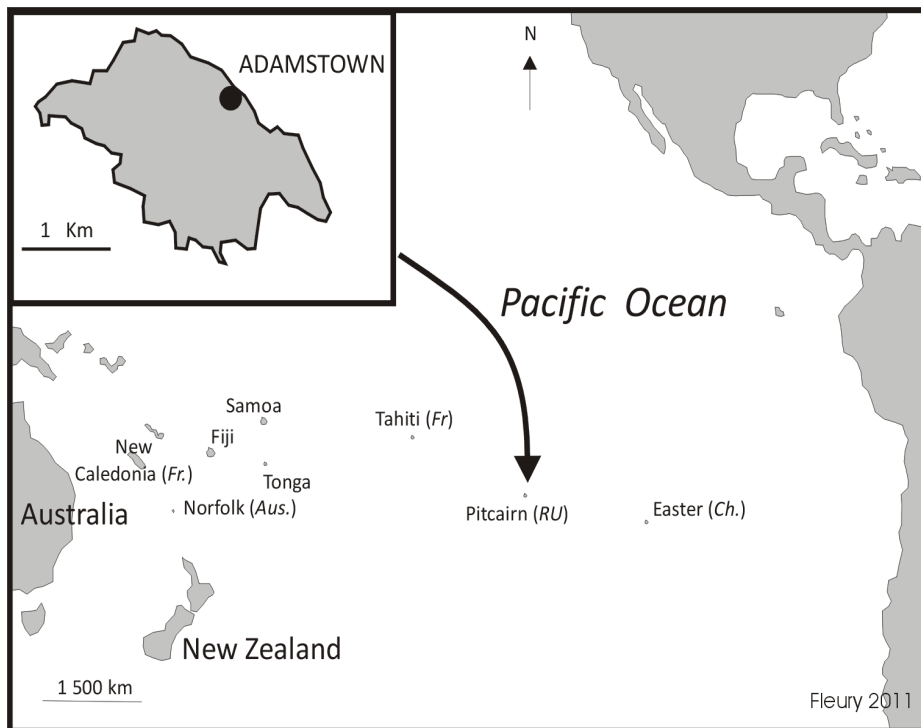 ADAMSTOWN
1 Km
N
Pacific Ocean
Samoa
Tahiti (Fr)
Fiji
New
Caledonia (Fr.)
Tonga
Norfolk (Aus.)
Australia
Pitcairn (RU)
Easter (Ch.)
New Zealand
1 500 km
Fleury 2011